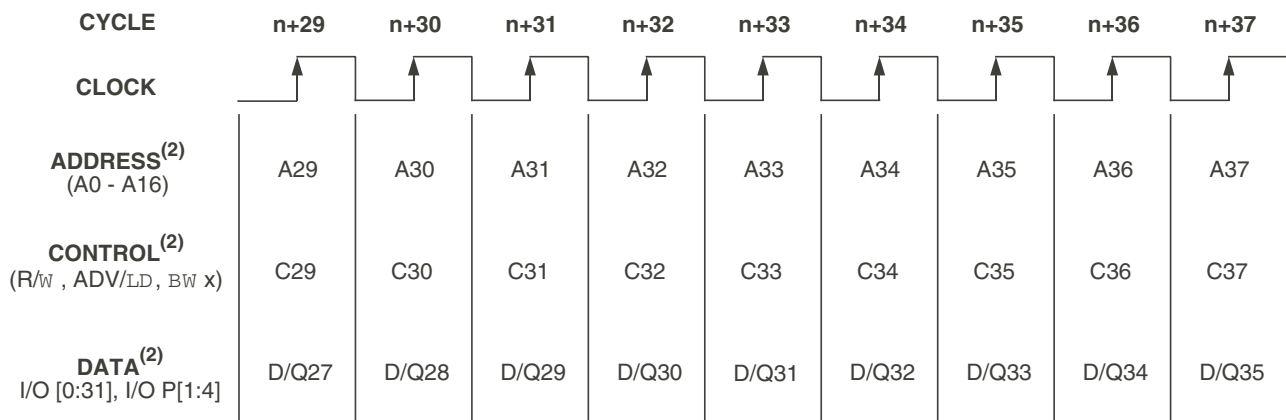 CYCLE n+29 n+30 n+31 n+32 n+33 n+34 n+35 n+36 n+37
CLOCK
ADDRESS(2)
(A0 - A16) A29 A30 A31 A32 A33 A34 A35 A36 A37
CONTROL(2)
(R/W , ADV/LD, BW x) C29 C30 C31 C32 C33 C34 C35 C36 C37
DATA(2)
I/O [0:31], I/O P[1:4] D/Q27 D/Q28 D/Q29 D/Q30 D/Q31 D/Q32 D/Q33 D/Q34 D/Q35